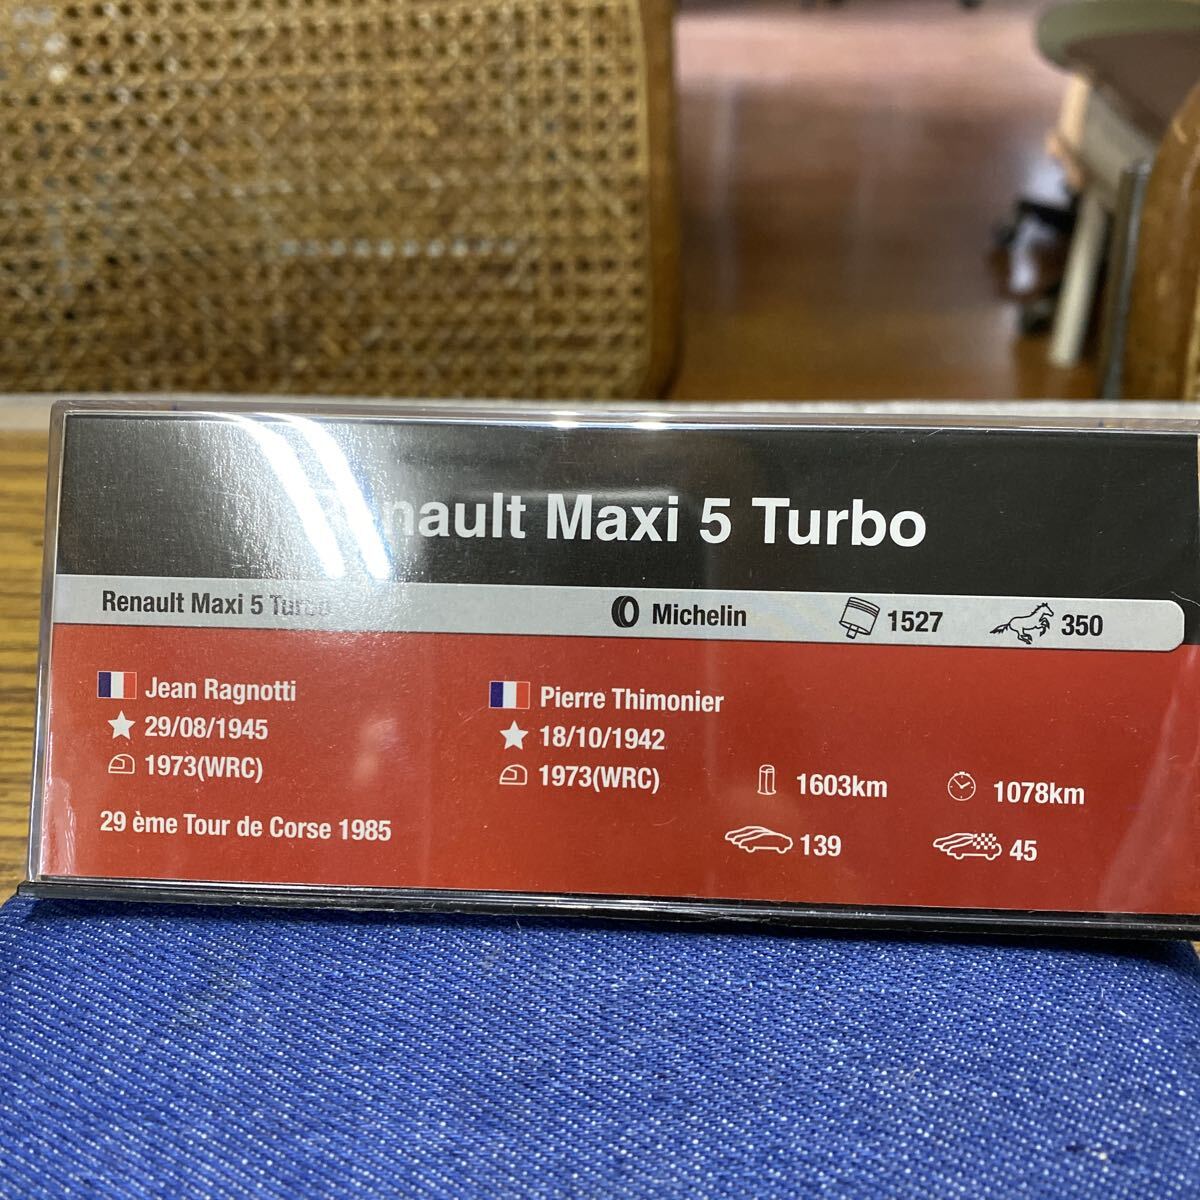 Renault Maxi 5 Turbo
Renault Maxi 5 Turbo Michelin 1527 350
Jean Ragnotti Pierre Thimonier
29/08/1945 18/10/1942
1973(WRC) 1973(WRC) 1603km 1078km
29 ème Tour de Corse 1985 139 45